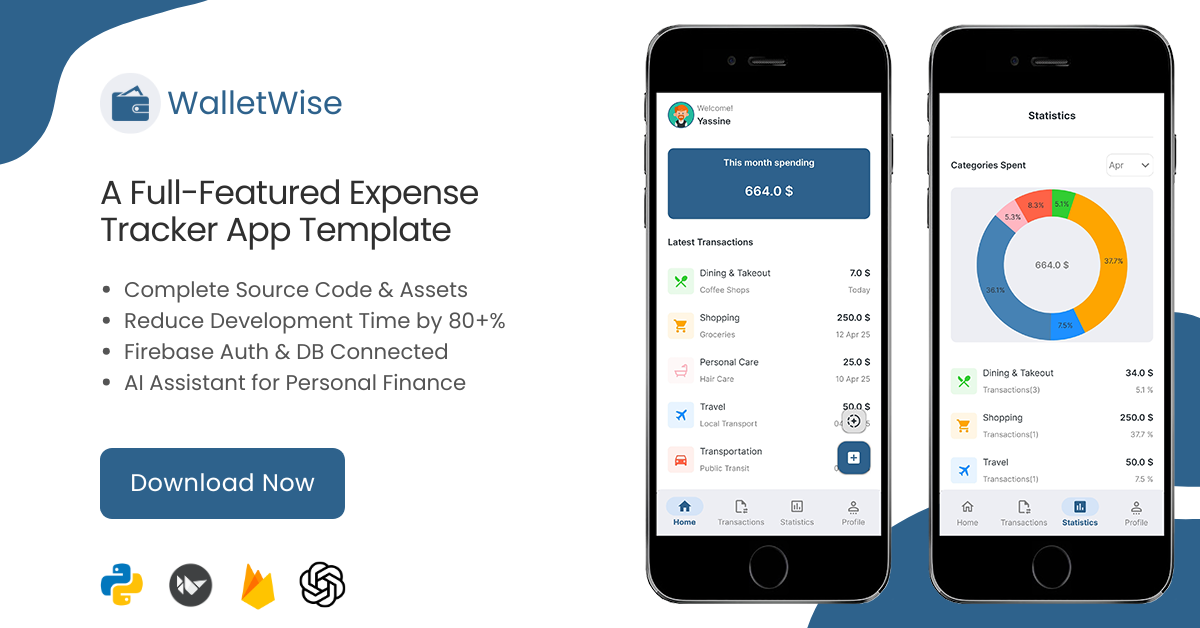 WalletWise
A Full-Featured Expense
Tracker App Template
• Complete Source Code & Assets
• Reduce Development Time by 80+%
• Firebase Auth & DB Connected
• AI Assistant for Personal Finance
Download Now
Welcome!
Yassine
This month spending
664.0 $
Latest Transactions
Dining & Takeout 7.0 $
Coffee Shops Today
Shopping 250.0 $
Groceries 12 Apr 25
Personal Care 25.0 $
Hair Care 10 Apr 25
Travel 50.0 $
Local Transport
Transportation
Public Transit
Home Transactions Statistics Profile
Statistics
Categories Spent Apr
8.3% 5.1%
5.3%
37.7%
664.0 $
36.1%
7.5%
Dining & Takeout 34.0 $
Transactions(3) 5.1 %
Shopping 250.0 $
Transactions(1) 37.7 %
Travel 50.0 $
Transactions(1) 7.5 %
Home Transactions Statistics Profile